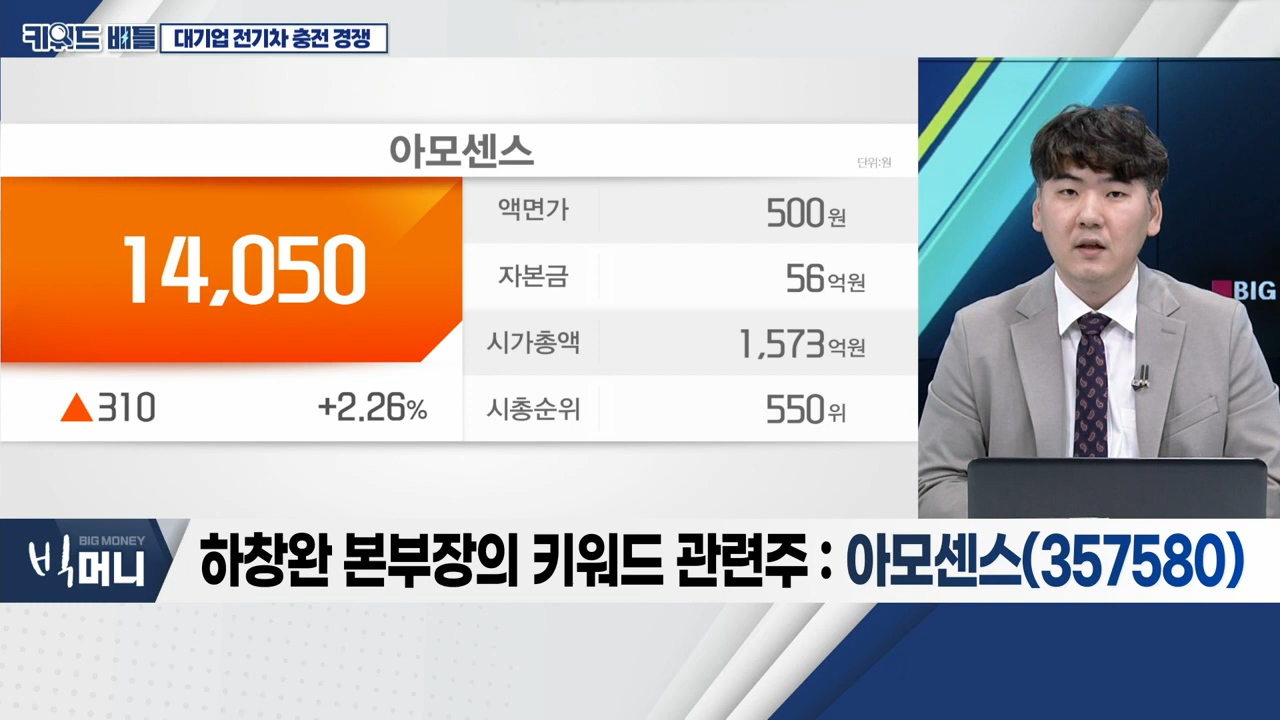 키워드 배틀 대기업 전기차 충전 경쟁
아모센스
단위:원
14,050
▲310 +2.26%
액면가 500원
자본금 56억원
시가총액 1,573억원
시총순위 550위
BIG
BIG MONEY
빅머니
하창완 본부장의 키워드 관련주 : 아모센스(357580)